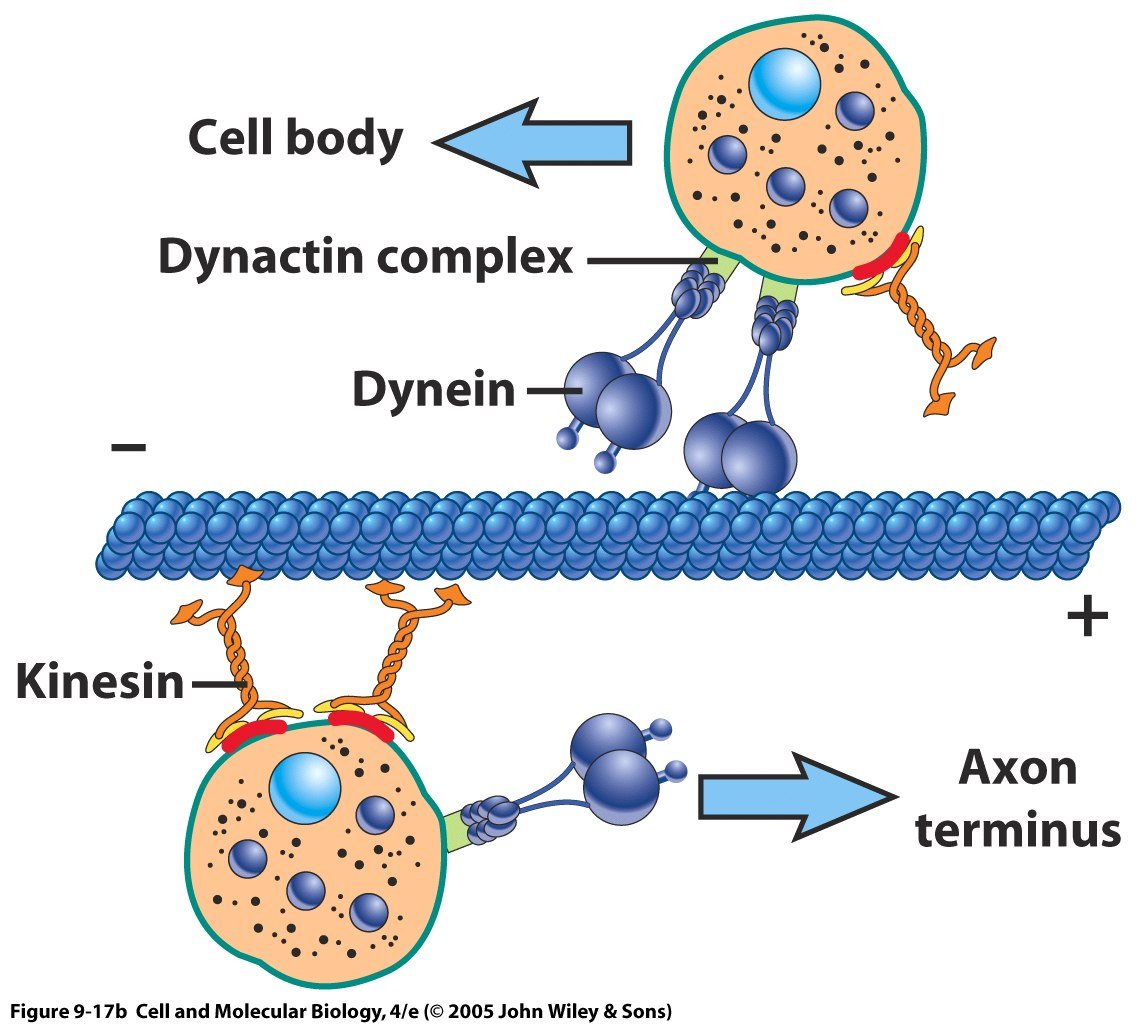 Cell body
Dynactin complex
Dynein
–
+
Kinesin
Axon
terminus
Figure 9-17b Cell and Molecular Biology, 4/e (© 2005 John Wiley & Sons)